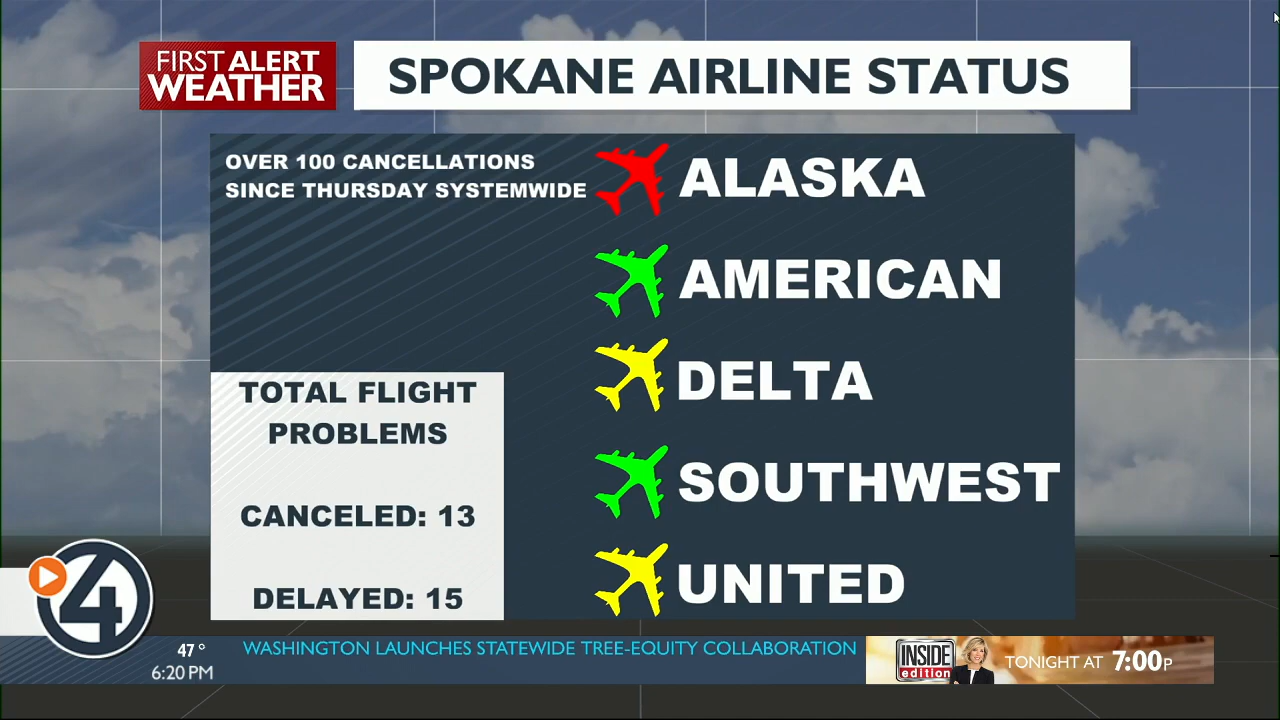 FIRST ALERT
WEATHER
SPOKANE AIRLINE STATUS
OVER 100 CANCELLATIONS
SINCE THURSDAY SYSTEMWIDE
ALASKA
AMERICAN
DELTA
SOUTHWEST
UNITED
TOTAL FLIGHT
PROBLEMS
CANCELED: 13
DELAYED: 15
4
47°
6:20 PM
WASHINGTON LAUNCHES STATEWIDE TREE-EQUITY COLLABORATION
INSIDE
edition
TONIGHT AT 7:00P